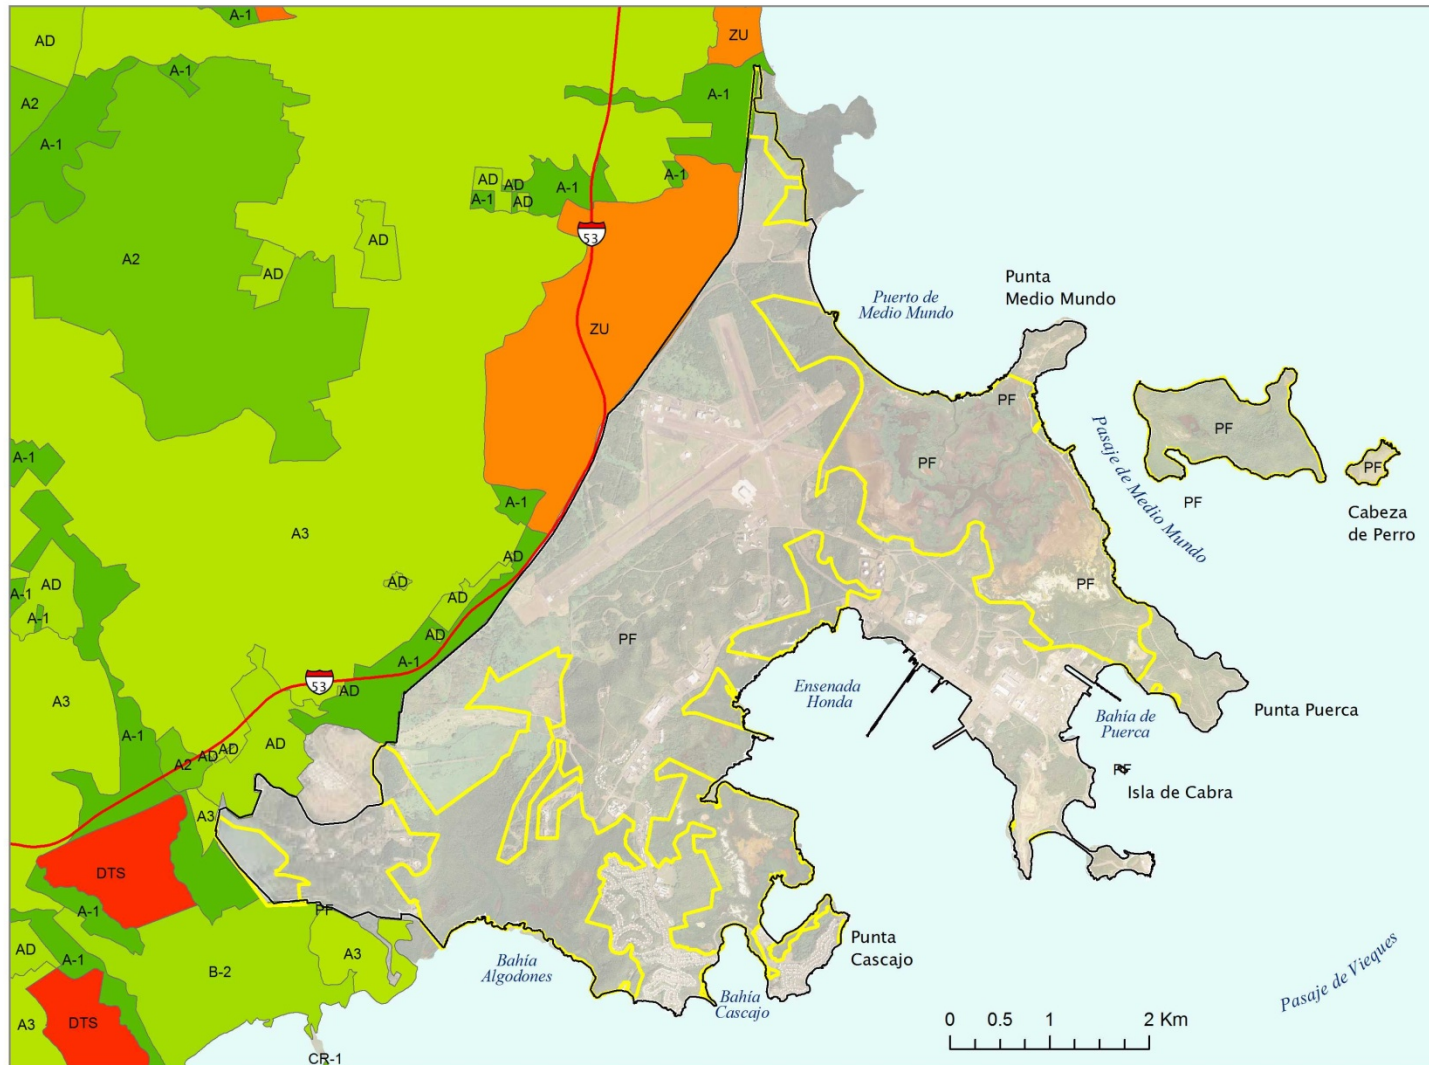 A-1
ZU
AD
A-1
A2
A-1
A-1
A-1
AD
AD
A-1
A-1
AD
AD
A2
AD
53
ZU
Puerto de
Medio Mundo
Punta
Medio Mundo
PF
PF
Pasaje de Medio Mundo
PF
PF
PF
Cabeza
de Perro
A-1
A-1
A3
AD
AD
AD
AD
A-1
A-1
AD
A-1
53
AD
PF
PF
A3
A-1
A2
AD
AD
AD
A3
Ensenada
Honda
Bahía de
Puerca
Punta Puerca
PF
Isla de Cabra
DTS
A-1
PF
AD
A-1
B-2
A3
A3
DTS
CR-1
Bahía
Algodones
Bahía
Cascajo
Punta
Cascajo
Pasaje de Vieques
0 0.5 1 2 Km